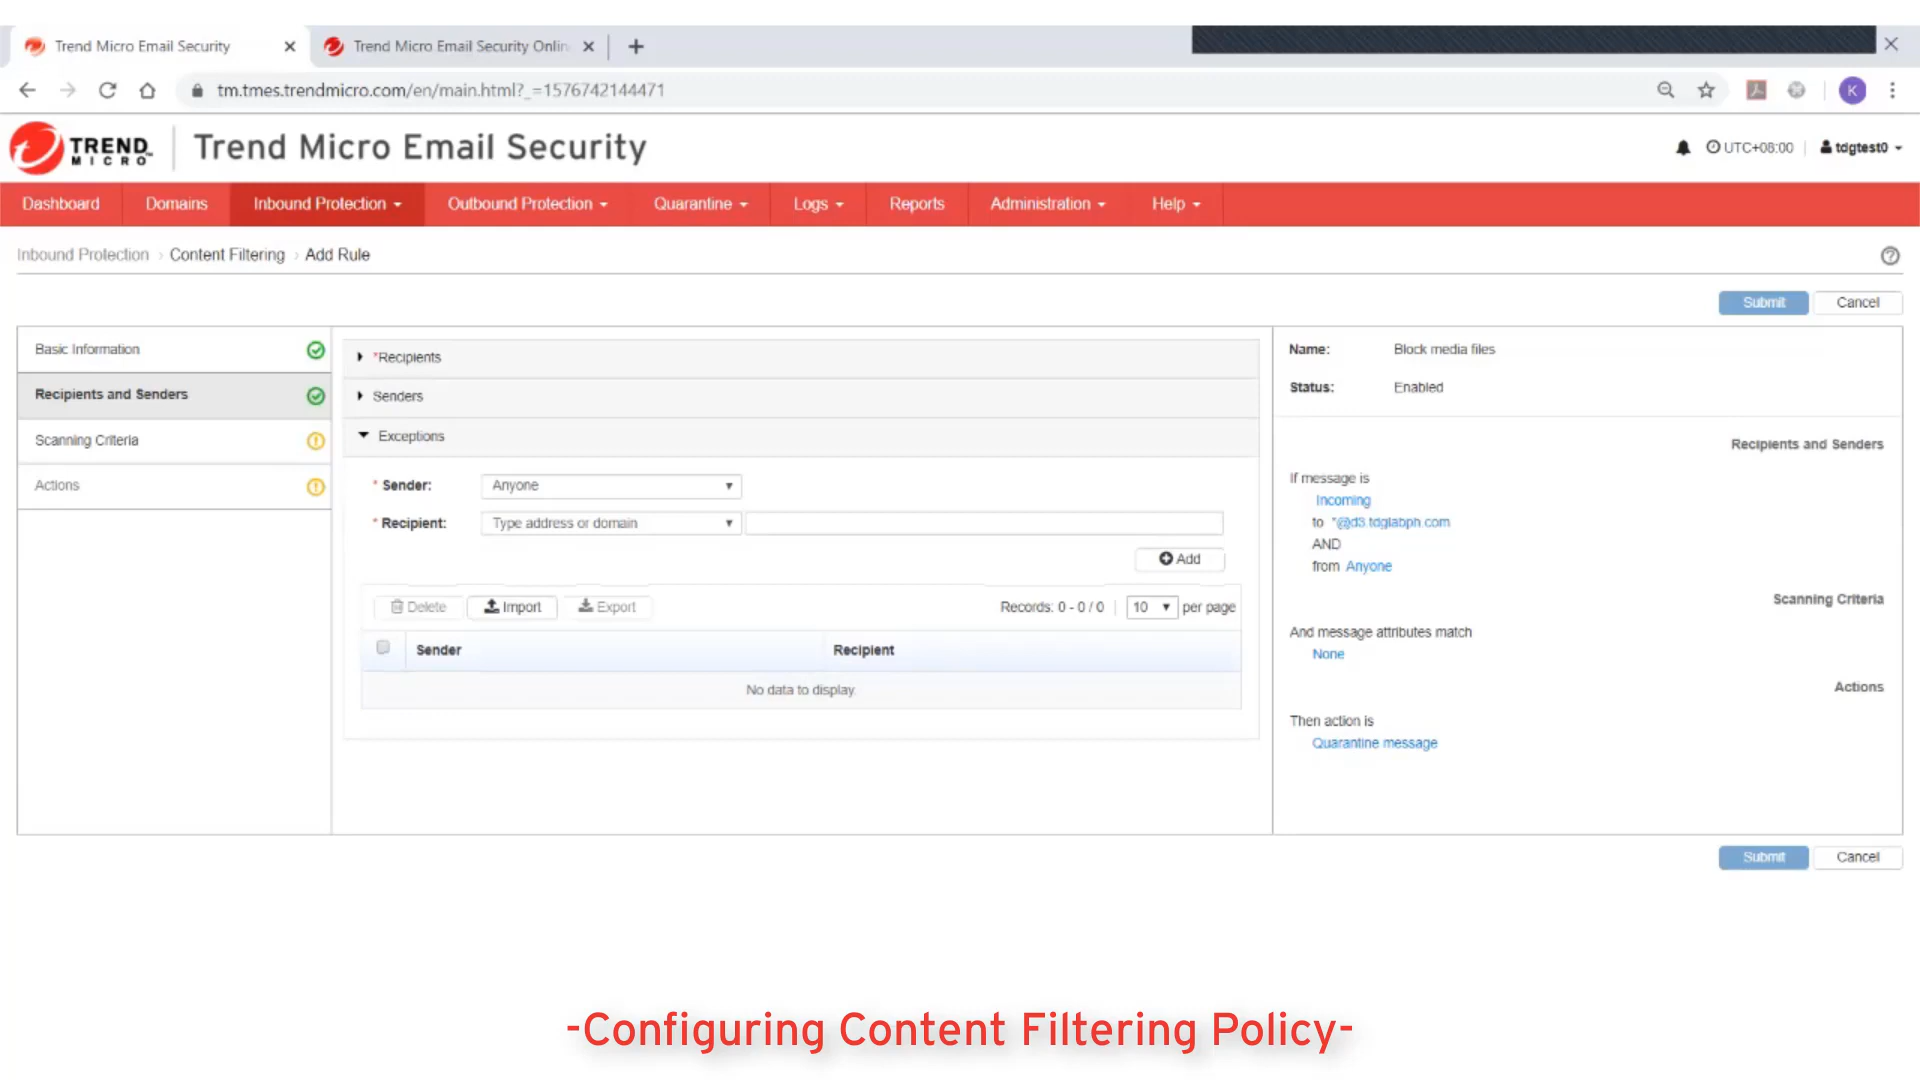 Trend Micro Email Security
Trend Micro Email Security Onlin
tm.tmes.trendmicro.com/en/main.html?_=1576742144471
K
TREND MICRO™
Trend Micro Email Security
UTC+08:00
tdgtest0
Dashboard
Domains
Inbound Protection
Outbound Protection
Quarantine
Logs
Reports
Administration
Help
Inbound Protection › Content Filtering › Add Rule
Submit
Cancel
Basic Information
Recipients and Senders
Scanning Criteria
Actions
*Recipients
Senders
Exceptions
* Sender: Anyone
* Recipient: Type address or domain
Add
Delete
Import
Export
Records: 0 - 0 / 0
10 per page
Sender
Recipient
No data to display.
Name: Block media files
Status: Enabled
Recipients and Senders
If message is
Incoming
to *@d3.tdglabph.com
AND
from Anyone
Scanning Criteria
And message attributes match
None
Actions
Then action is
Quarantine message
Submit
Cancel
-Configuring Content Filtering Policy-